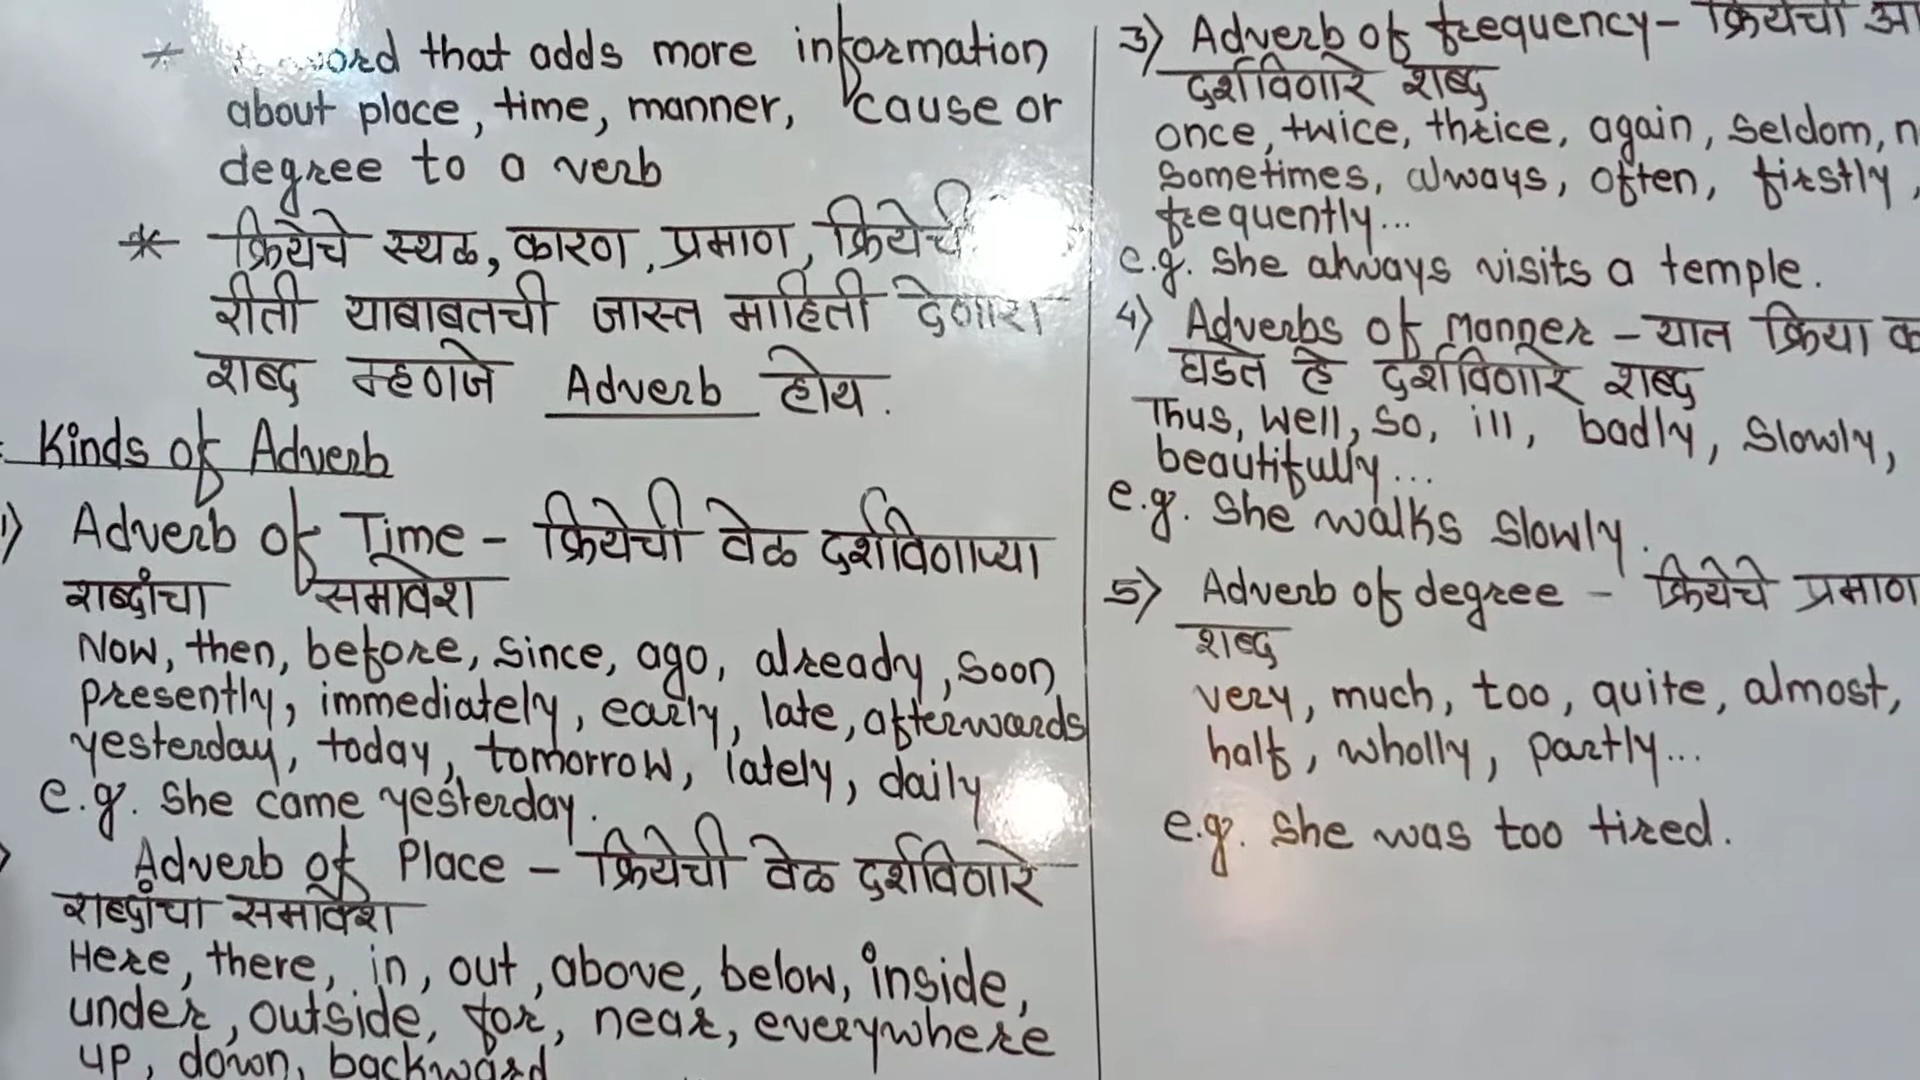 * word that adds more information
about place, time, manner, cause or
degree to a verb
* क्रियेचे स्थळ, कारण, प्रमाण, क्रियेची
रीती याबाबतची जास्त माहिती देणारा
शब्द म्हणजे Adverb होय.
Kinds of Adverb
1) Adverb of Time - क्रियेची वेळ दर्शविणाऱ्या
शब्दांचा समावेश
Now, then, before, since, ago, already, soon
presently, immediately, early, late, afterwards
yesterday, today, tomorrow, lately, daily
e.g. She came yesterday.
Adverb of Place - क्रियेची वेळ दर्शविणारे
शब्दांचा समावेश
Here, there, in, out, above, below, inside,
under, outside, far, near, everywhere
up, down, backward
3) Adverb of frequency - क्रियेची
दर्शविणारे शब्द
once, twice, thrice, again, seldom,
Sometimes, always, often, firstly,
frequently...
e.g. She always visits a temple.
4) Adverbs of Manner - यात क्रिया
घडते हे दर्शविणारे शब्द
Thus, well, so, ill, badly, slowly,
beautifully...
e.g. She walks slowly.
5) Adverb of degree - क्रियेचे प्रमाण
शब्द
very, much, too, quite, almost,
half, wholly, partly...
e.g. She was too tired.